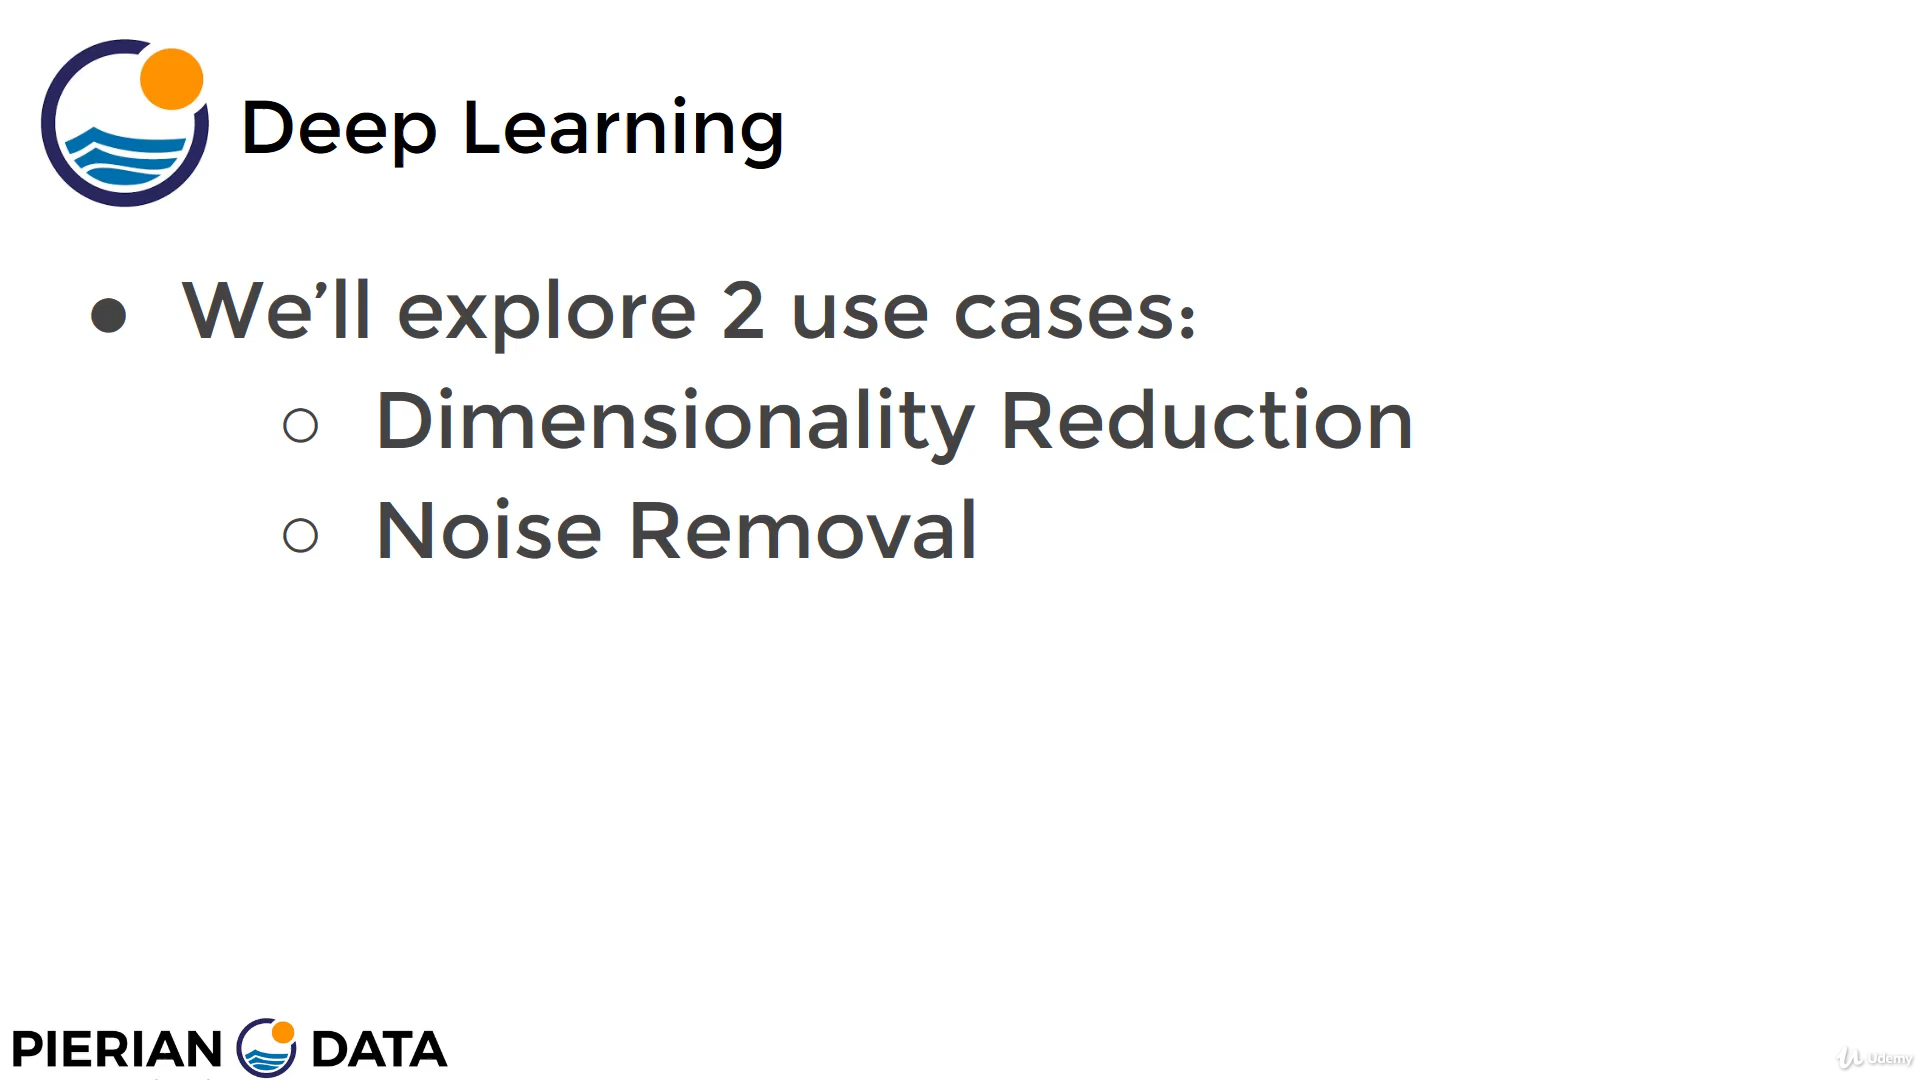 Deep Learning
● We’ll explore 2 use cases:
○ Dimensionality Reduction
○ Noise Removal
PIERIAN DATA
Udemy